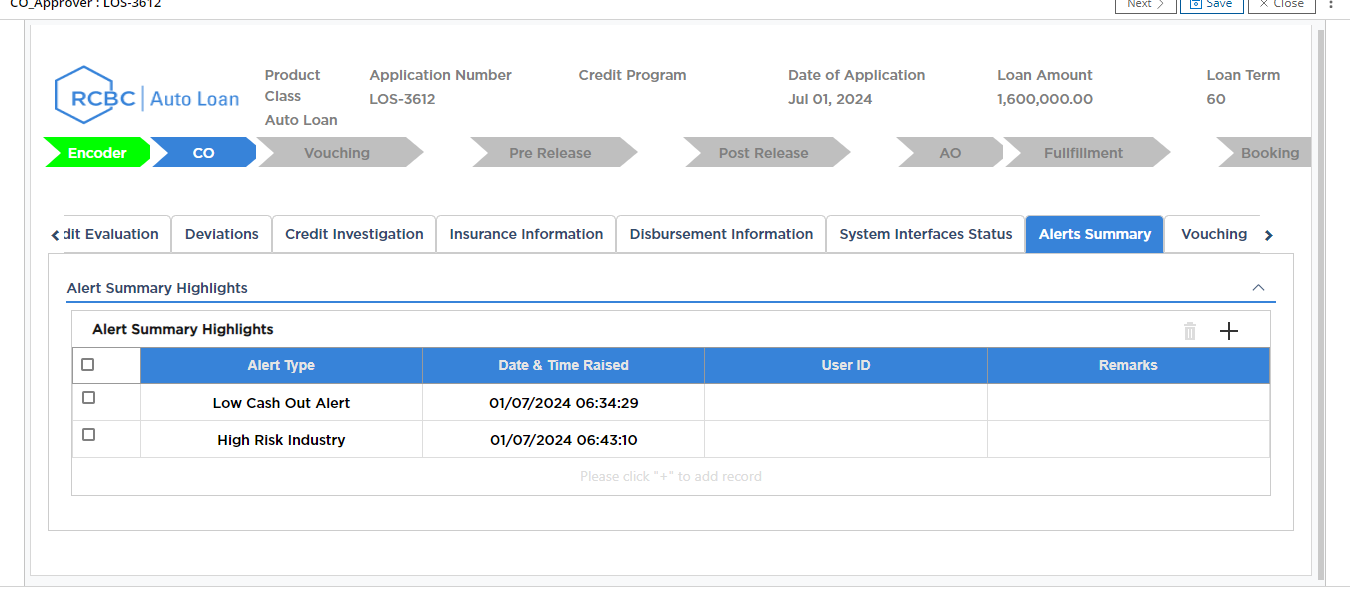 CO_Approver : LOS-3612
Next
Save
Close
RCBC Auto Loan
Product Class
Auto Loan
Application Number
LOS-3612
Credit Program
Date of Application
Jul 01, 2024
Loan Amount
1,600,000.00
Loan Term
60
Encoder
CO
Vouching
Pre Release
Post Release
AO
Fullfillment
Booking
dit Evaluation
Deviations
Credit Investigation
Insurance Information
Disbursement Information
System Interfaces Status
Alerts Summary
Vouching
Alert Summary Highlights
Alert Summary Highlights
Alert Type Date & Time Raised User ID Remarks
Low Cash Out Alert 01/07/2024 06:34:29
High Risk Industry 01/07/2024 06:43:10
Please click "+" to add record